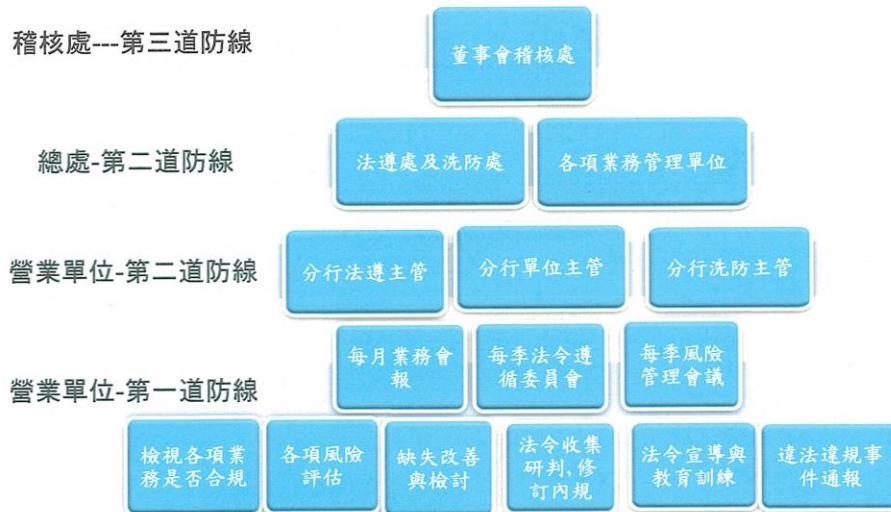 稽核處---第三道防線
董事會稽核處
總處-第二道防線
法遵處及洗防處
各項業務管理單位
營業單位-第二道防線
分行法遵主管
分行單位主管
分行洗防主管
營業單位-第一道防線
每月業務會
報
每季法令遵
循委員會
每季風險
管理會議
檢視各項業
務是否合規
各項風險
評估
缺失改善
與檢討
法令收集
研判,修
訂內規
法令宣導與
教育訓練
違法違規事
件通報